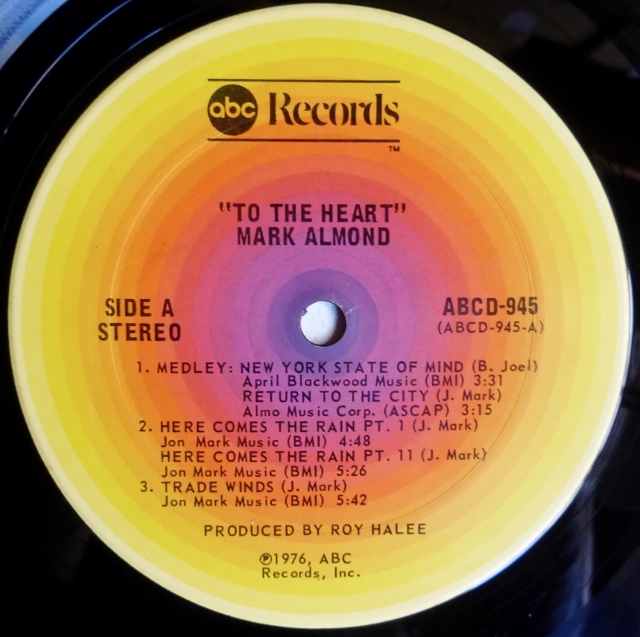 abc Records
TM
"TO THE HEART"
MARK ALMOND
SIDE A
STEREO
ABCD-945
(ABCD-945-A)
1. MEDLEY: NEW YORK STATE OF MIND (B. Joel)
April Blackwood Music (BMI) 3:31
RETURN TO THE CITY (J. Mark)
Almo Music Corp. (ASCAP) 3:15
2. HERE COMES THE RAIN PT. 1 (J. Mark)
Jon Mark Music (BMI) 4:48
HERE COMES THE RAIN PT. 11 (J. Mark)
Jon Mark Music (BMI) 5:26
3. TRADE WINDS (J. Mark)
Jon Mark Music (BMI) 5:42
PRODUCED BY ROY HALEE
℗1976, ABC
Records, Inc.